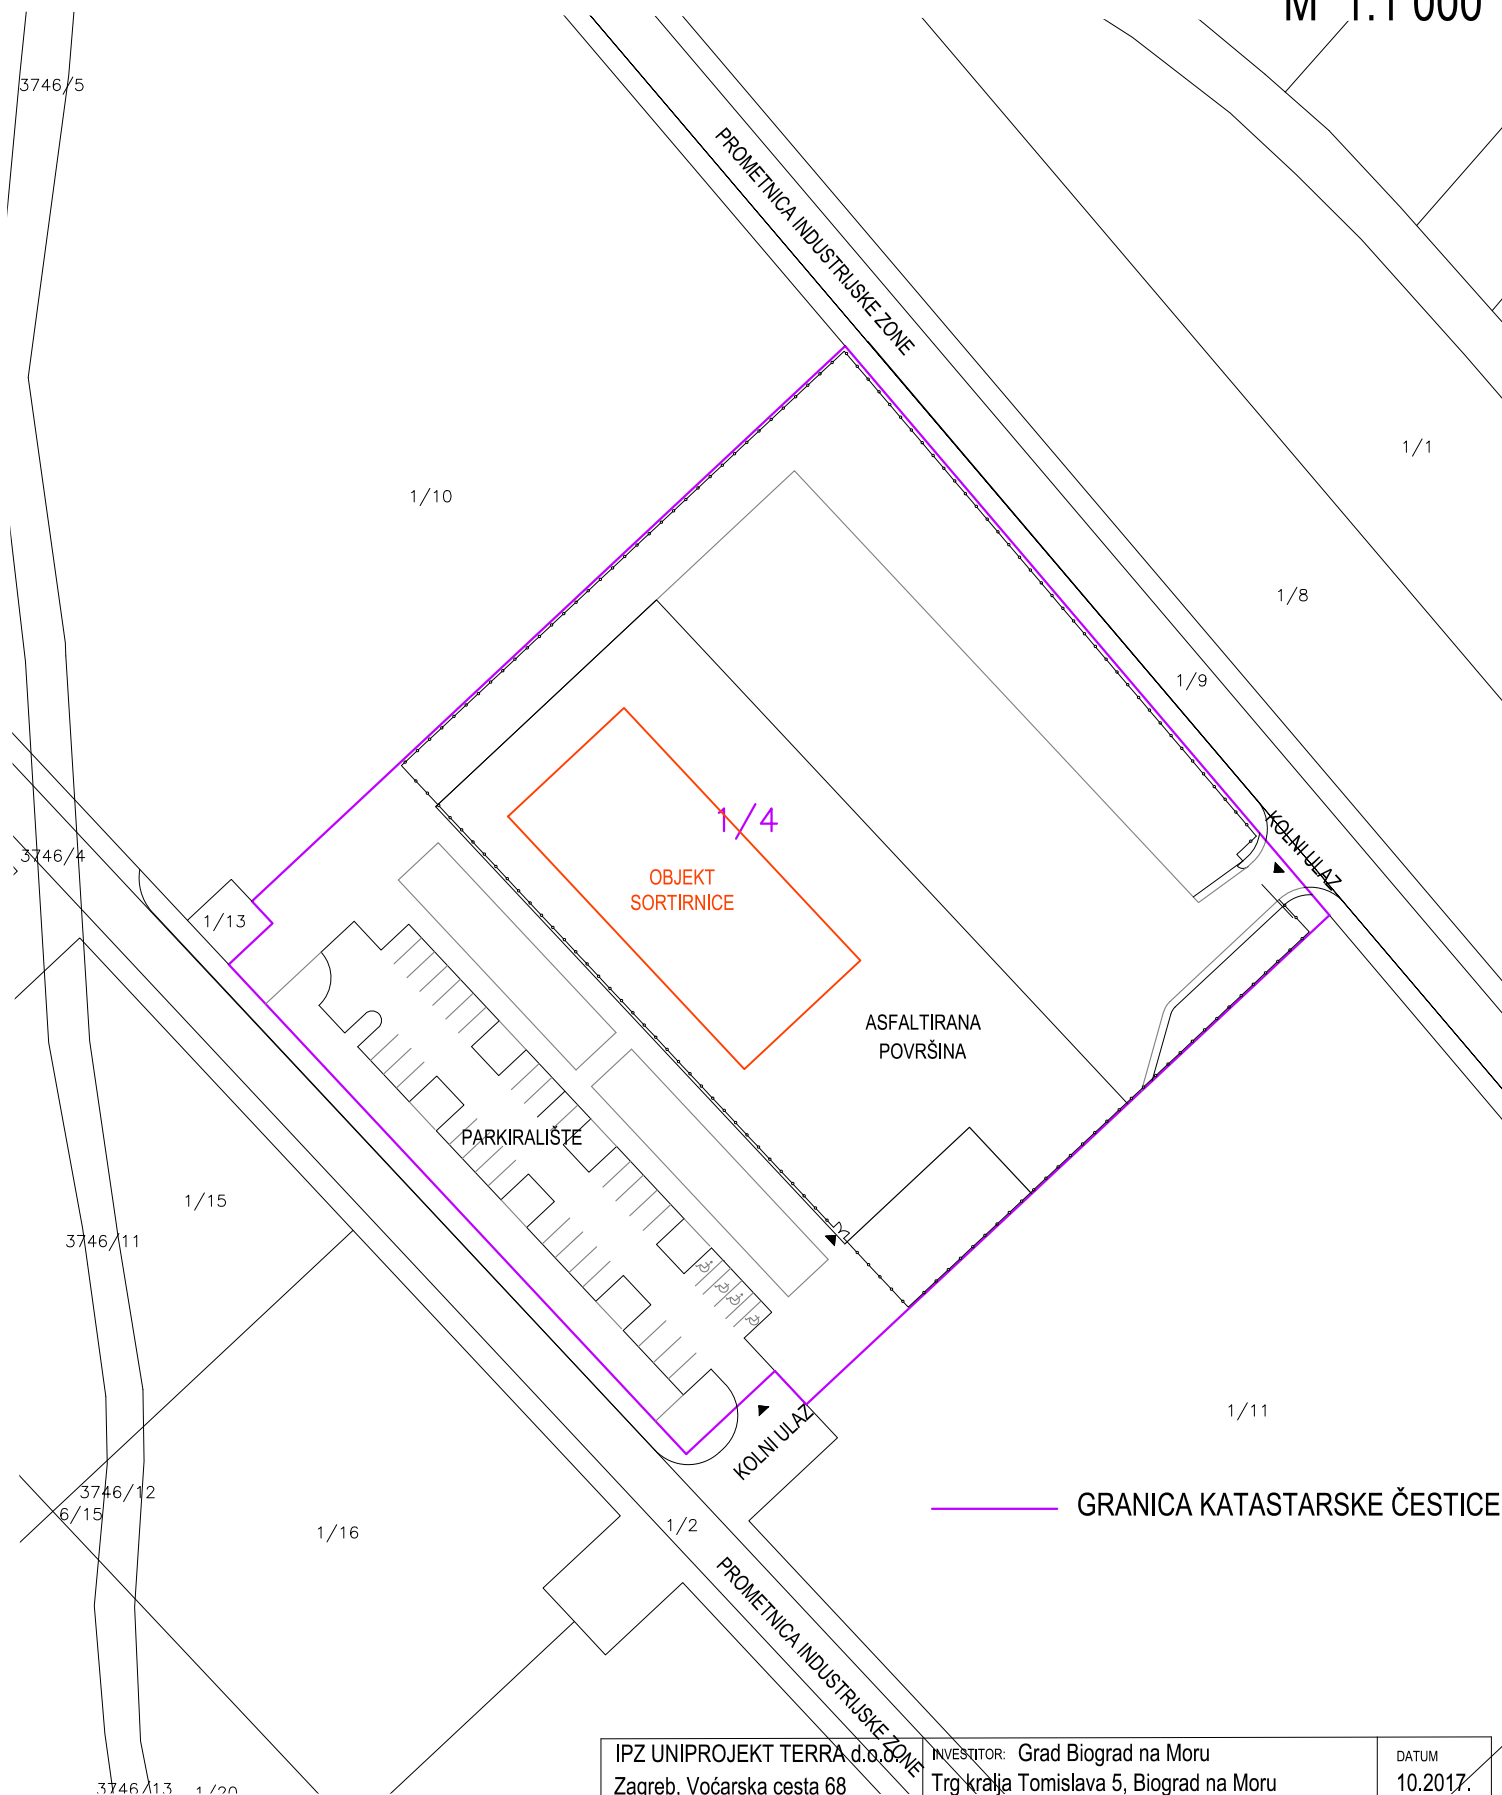 M 1:1 000
3746/5
PROMETNICA INDUSTRIJSKE ZONE
1/1
1/10
1/8
1/9
1/4
KOLNI ULAZ
3746/4
OBJEKT
SORTIRNICE
1/13
ASFALTIRANA
POVRŠINA
PARKIRALIŠTE
1/15
3746/11
1/11
KOLNI ULAZ
3746/12
6/15
GRANICA KATASTARSKE ČESTICE
1/16
1/2
PROMETNICA INDUSTRIJSKE ZONE
IPZ UNIPROJEKT TERRA d.o.o.
Zagreb, Voćarska cesta 68
INVESTITOR: Grad Biograd na Moru
Trg kralja Tomislava 5, Biograd na Moru
DATUM
10.2017.
3746/13
1/20